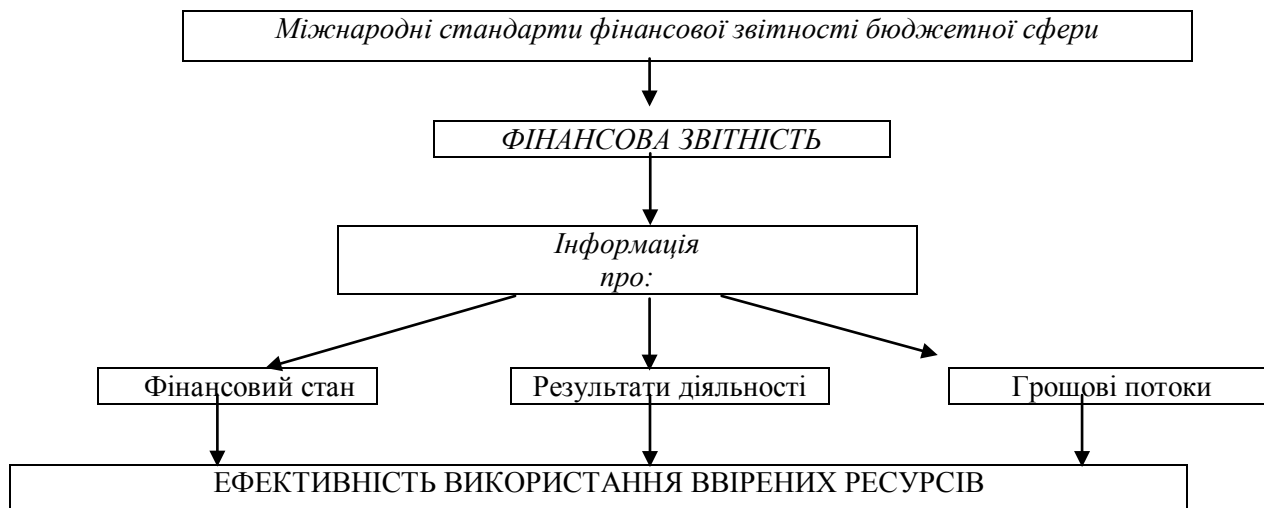 Міжнародні стандарти фінансової звітності бюджетної сфери
ФІНАНСОВА ЗВІТНІСТЬ
Інформація
про:
Фінансовий стан
Результати діяльності
Грошові потоки
ЕФЕКТИВНІСТЬ ВИКОРИСТАННЯ ВВІРЕНИХ РЕСУРСІВ